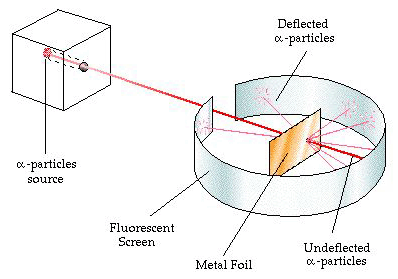 Deflected
α-particles
α-particles
source
Fluorescent
Screen
Metal Foil
Undeflected
α-particles